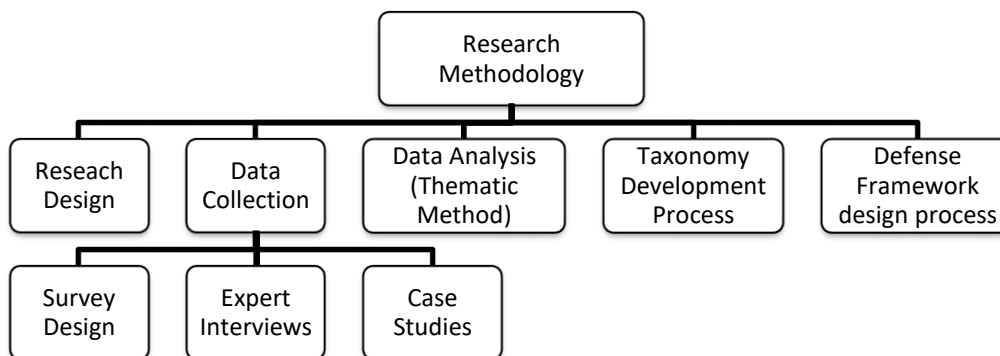 Research
Methodology
Reseach
Design
Data
Collection
Data Analysis
(Thematic
Method)
Taxonomy
Development
Process
Defense
Framework
design process
Survey
Design
Expert
Interviews
Case
Studies